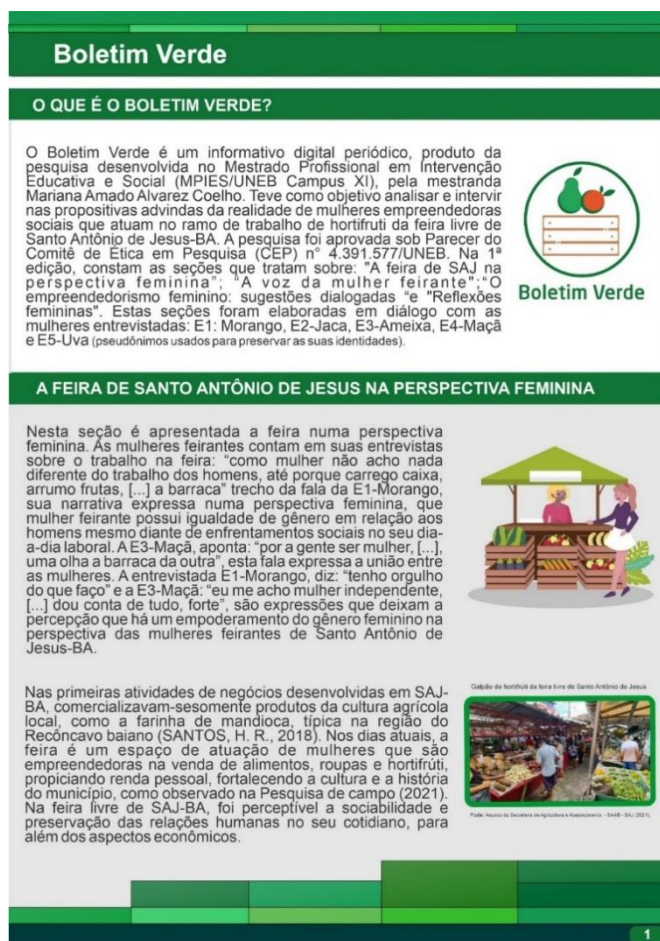 Boletim Verde
O QUE É O BOLETIM VERDE?
O Boletim Verde é um informativo digital periódico, produto da
pesquisa desenvolvida no Mestrado Profissional em Intervenção
Educativa e Social (MPIES/UNEB Campus XI), pela mestranda
Mariana Amado Alvarez Coelho. Teve como objetivo analisar e intervir
nas propositivas advindas da realidade de mulheres empreendedoras
sociais que atuam no ramo de trabalho de hortifruti da feira livre de
Santo Antônio de Jesus-BA. A pesquisa foi aprovada sob Parecer do
Comitê de Ética em Pesquisa (CEP) n° 4.391.577/UNEB. Na 1ª
edição, constam as seções que tratam sobre: "A feira de SAJ na
perspectiva feminina”; “A voz da mulher feirante";“O
empreendedorismo feminino: sugestões dialogadas “e "Reflexões
femininas". Estas seções foram elaboradas em diálogo com as
mulheres entrevistadas: E1: Morango, E2-Jaca, E3-Ameixa, E4-Maçã
e E5-Uva (pseudônimos usados para preservar as suas identidades).
Boletim Verde
A FEIRA DE SANTO ANTÔNIO DE JESUS NA PERSPECTIVA FEMININA
Nesta seção é apresentada a feira numa perspectiva
feminina. As mulheres feirantes contam em suas entrevistas
sobre o trabalho na feira: “como mulher não acho nada
diferente do trabalho dos homens, até porque carrego caixa,
arrumo frutas, [...] a barraca” trecho da fala da E1-Morango,
sua narrativa expressa numa perspectiva feminina, que
mulher feirante possui igualdade de gênero em relação aos
homens mesmo diante de enfrentamentos sociais no seu dia-
a-dia laboral. A E3-Maçã, aponta: “por a gente ser mulher, [...],
uma olha a barraca da outra”, esta fala expressa a união entre
as mulheres. A entrevistada E1-Morango, diz: “tenho orgulho
do que faço” e a E3-Maçã: “eu me acho mulher independente,
[...] dou conta de tudo, forte”, são expressões que deixam a
percepção que há um empoderamento do gênero feminino na
perspectiva das mulheres feirantes de Santo Antônio de
Jesus-BA.
Nas primeiras atividades de negócios desenvolvidas em SAJ-
BA, comercializavam-sesomente produtos da cultura agrícola
local, como a farinha de mandioca, típica na região do
Recôncavo baiano (SANTOS, H. R., 2018). Nos dias atuais, a
feira é um espaço de atuação de mulheres que são
empreendedoras na venda de alimentos, roupas e hortifrúti,
propiciando renda pessoal, fortalecendo a cultura e a história
do município, como observado na Pesquisa de campo (2021).
Na feira livre de SAJ-BA, foi perceptível a sociabilidade e
preservação das relações humanas no seu cotidiano, para
além dos aspectos econômicos.
Galpão de hortifrúti da feira livre de Santo Antônio de Jesus
Fonte: Arquivo da Secretaria de Agricultura e Abastecimento - SAAB - SAJ (2021).
1